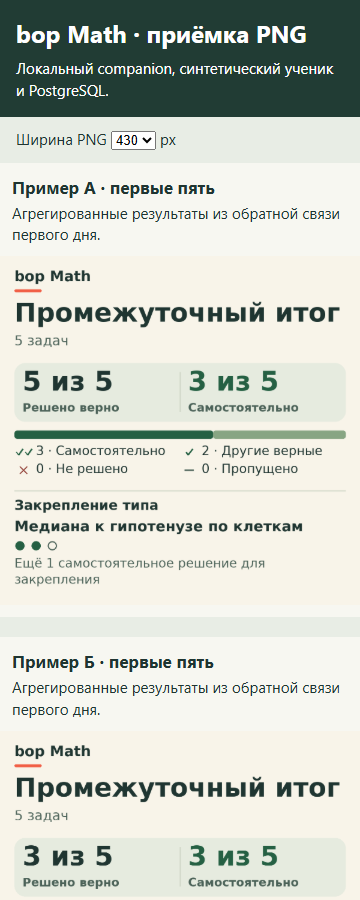 bop Math · приёмка PNG
Локальный companion, синтетический ученик
и PostgreSQL.
Ширина PNG 430 px
Пример А · первые пять
Агрегированные результаты из обратной связи
первого дня.
bop Math
Промежуточный итог
5 задач
5 из 5 3 из 5
Решено верно Самостоятельно
✓✓ 3 · Самостоятельно ✓ 2 · Другие верные
× 0 · Не решено — 0 · Пропущено
Закрепление типа
Медиана к гипотенузе по клеткам
Ещё 1 самостоятельное решение для
закрепления
Пример Б · первые пять
Агрегированные результаты из обратной связи
первого дня.
bop Math
Промежуточный итог
5 задач
3 из 5 3 из 5
Решено верно Самостоятельно